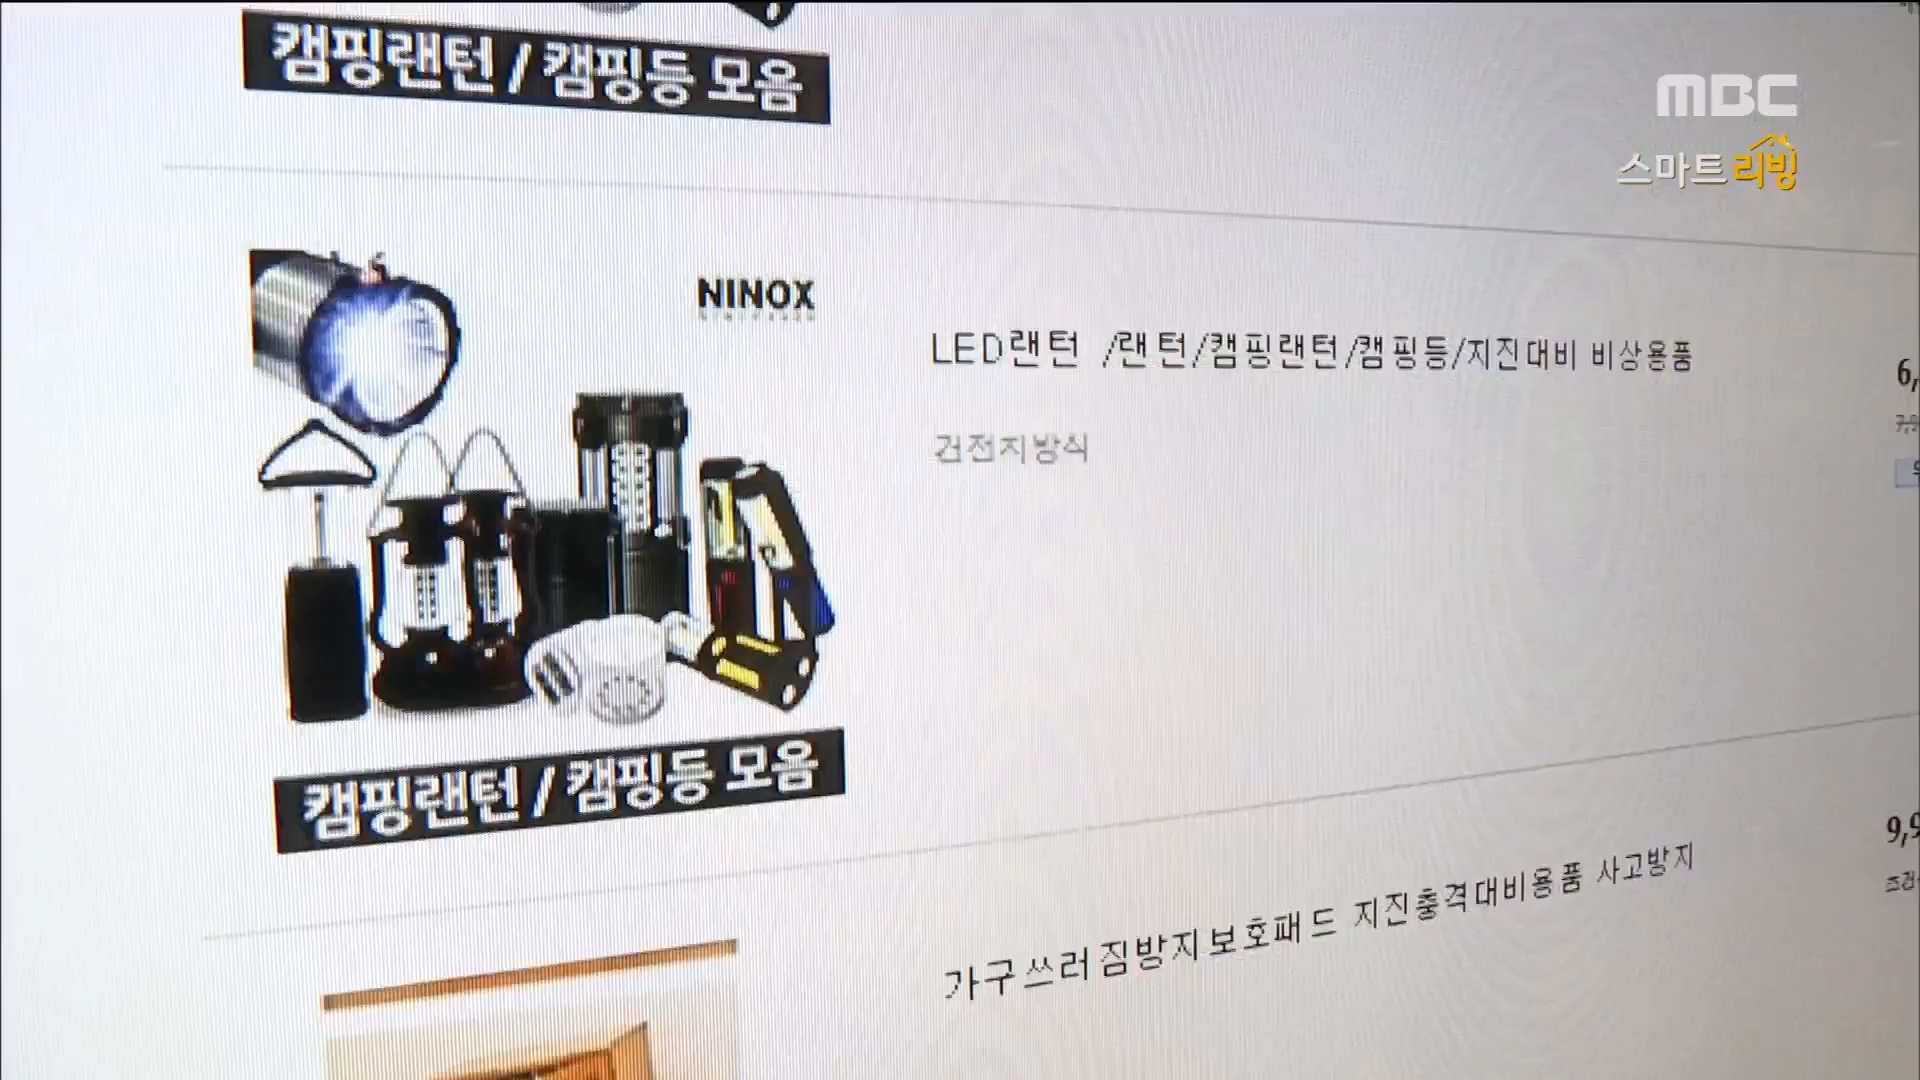 캠핑랜턴 / 캠핑등 모음
MBC
스마트리빙
NINOX
LED랜턴 /랜턴/캠핑랜턴/캠핑등/지진대비 비상용품
건전지방식
캠핑랜턴 / 캠핑등 모음
가구쓰러짐방지보호패드 지진충격대비용품 사고방지